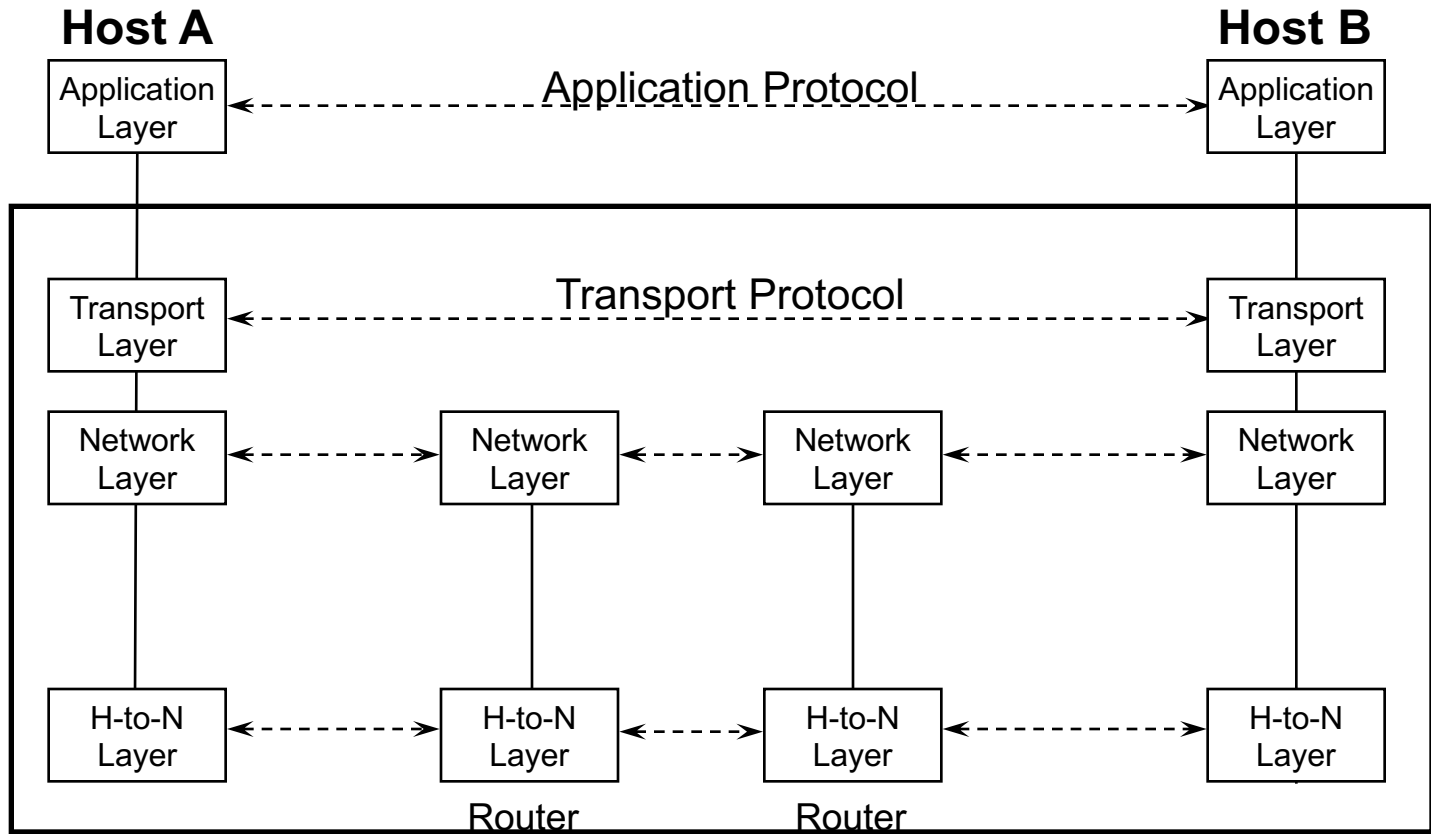 Host A
Host B
Application
Layer
Application Protocol
Application
Layer
Transport
Layer
Transport Protocol
Transport
Layer
Network
Layer
Network
Layer
Network
Layer
Network
Layer
H-to-N
Layer
H-to-N
Layer
H-to-N
Layer
H-to-N
Layer
Router
Router